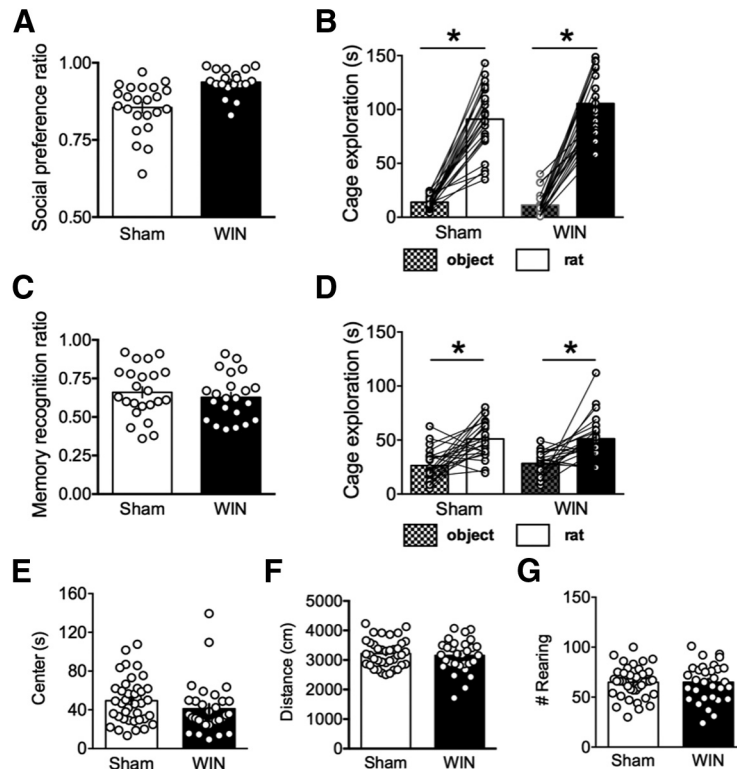 A
Social preference ratio
1.00
0.75
0.50
Sham WIN
B
Cage exploration (s)
150
100
50
0
* *
Sham WIN
object rat
C
Memory recognition ratio
1.00
0.75
0.50
0.25
0.00
Sham WIN
D
Cage exploration (s)
150
100
50
0
* *
Sham WIN
object rat
E
Center (s)
160
120
80
40
0
Sham WIN
F
Distance (cm)
5000
4000
3000
2000
1000
0
Sham WIN
G
# Rearing
150
100
50
0
Sham WIN